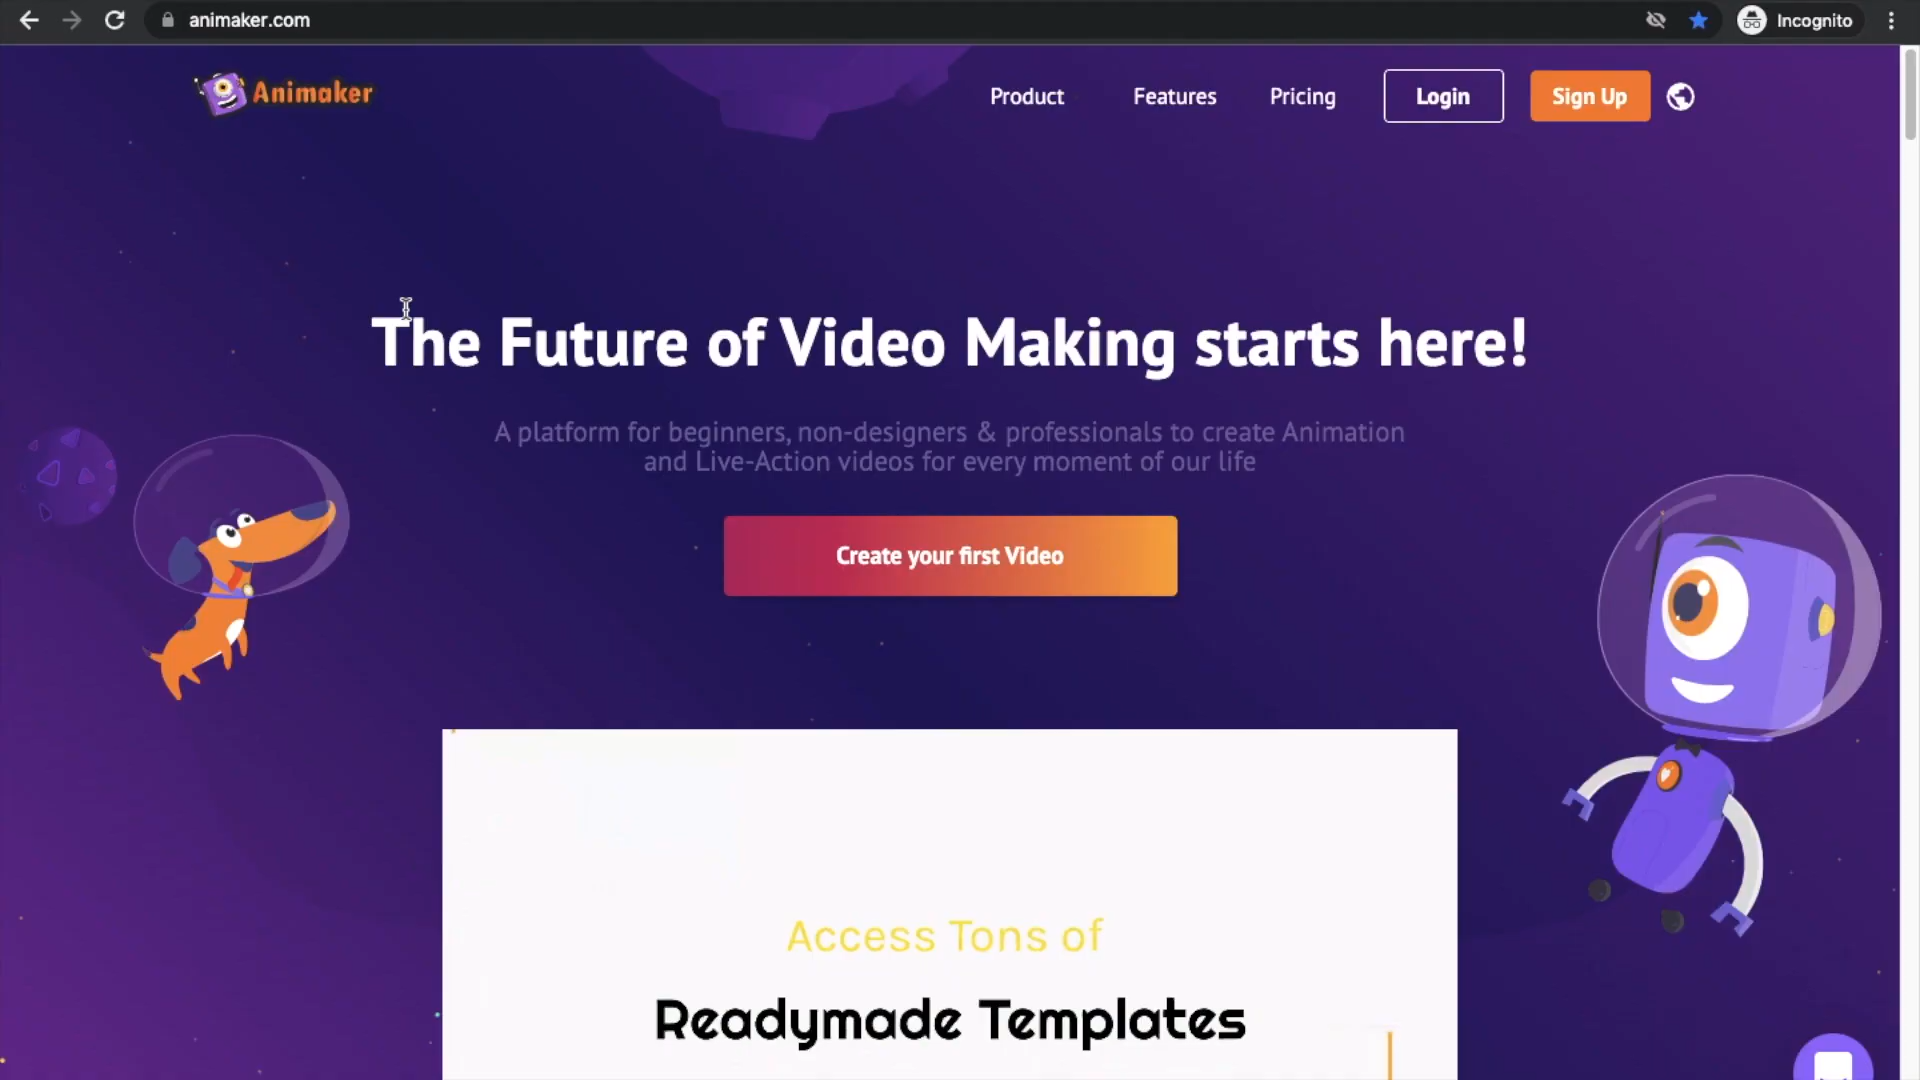 animaker.com
Incognito
Animaker
Product
Features
Pricing
Login
Sign Up
The Future of Video Making starts here!
A platform for beginners, non-designers & professionals to create Animation
and Live-Action videos for every moment of our life
Create your first Video
Access Tons of
Readymade Templates